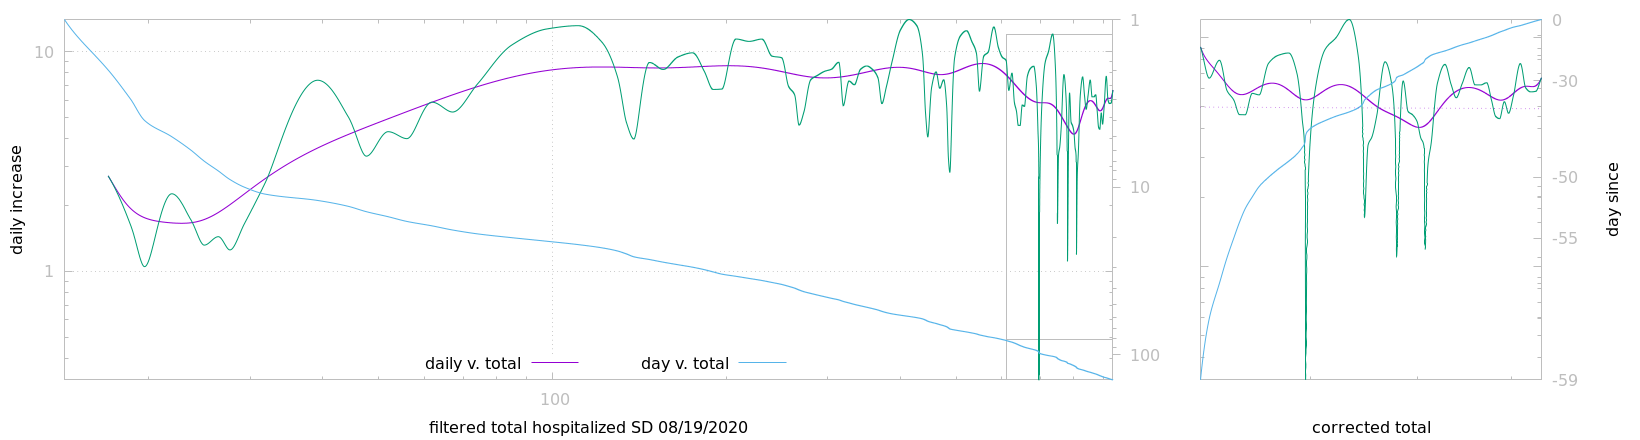 10
1
daily increase
daily v. total
day v. total
100
filtered total hospitalized SD 08/19/2020
1
10
100
0
-30
-50
-55
-59
day since
corrected total